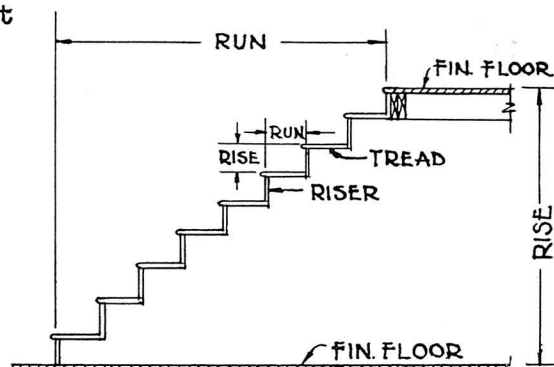 t
RUN
FIN. FLOOR
RUN
RISE
TREAD
RISER
RISE
FIN. FLOOR